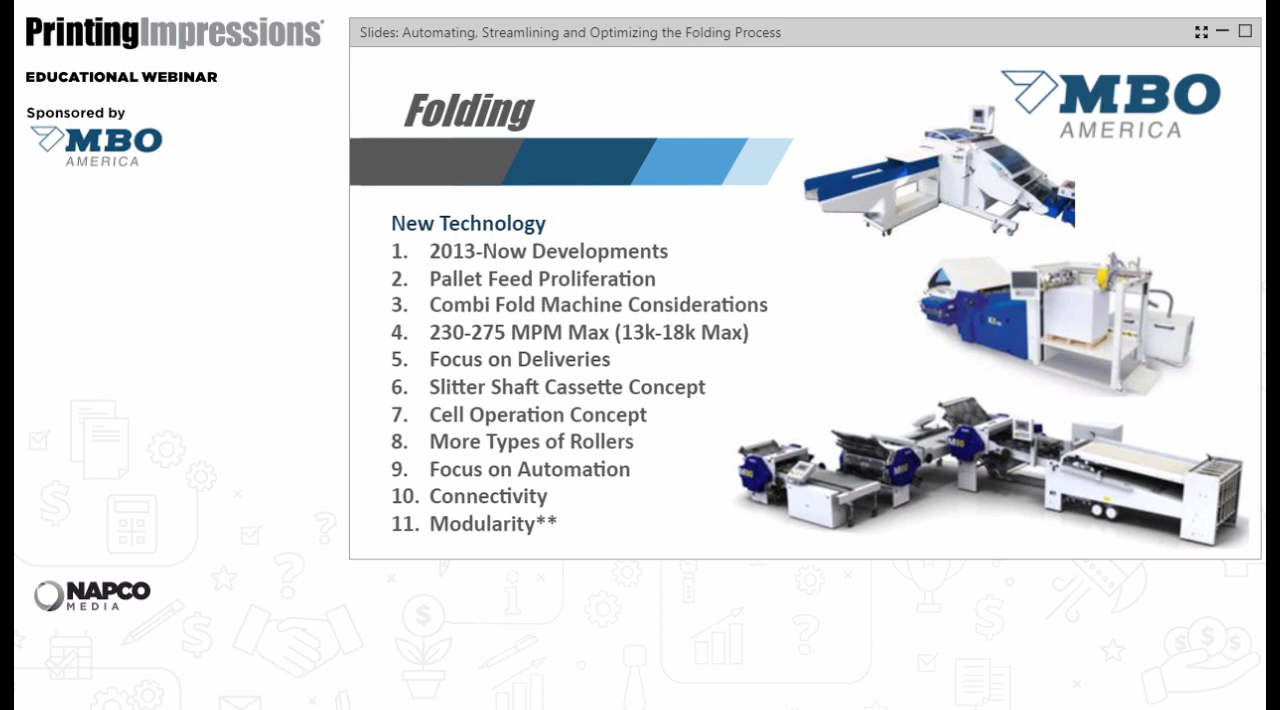 PrintingImpressions
EDUCATIONAL WEBINAR
Sponsored by
MBO
AMERICA
Slides: Automating, Streamlining and Optimizing the Folding Process
Folding
MBO
AMERICA
New Technology
1. 2013-Now Developments
2. Pallet Feed Proliferation
3. Combi Fold Machine Considerations
4. 230-275 MPM Max (13k-18k Max)
5. Focus on Deliveries
6. Slitter Shaft Cassette Concept
7. Cell Operation Concept
8. More Types of Rollers
9. Focus on Automation
10. Connectivity
11. Modularity**
NAPCO
MEDIA